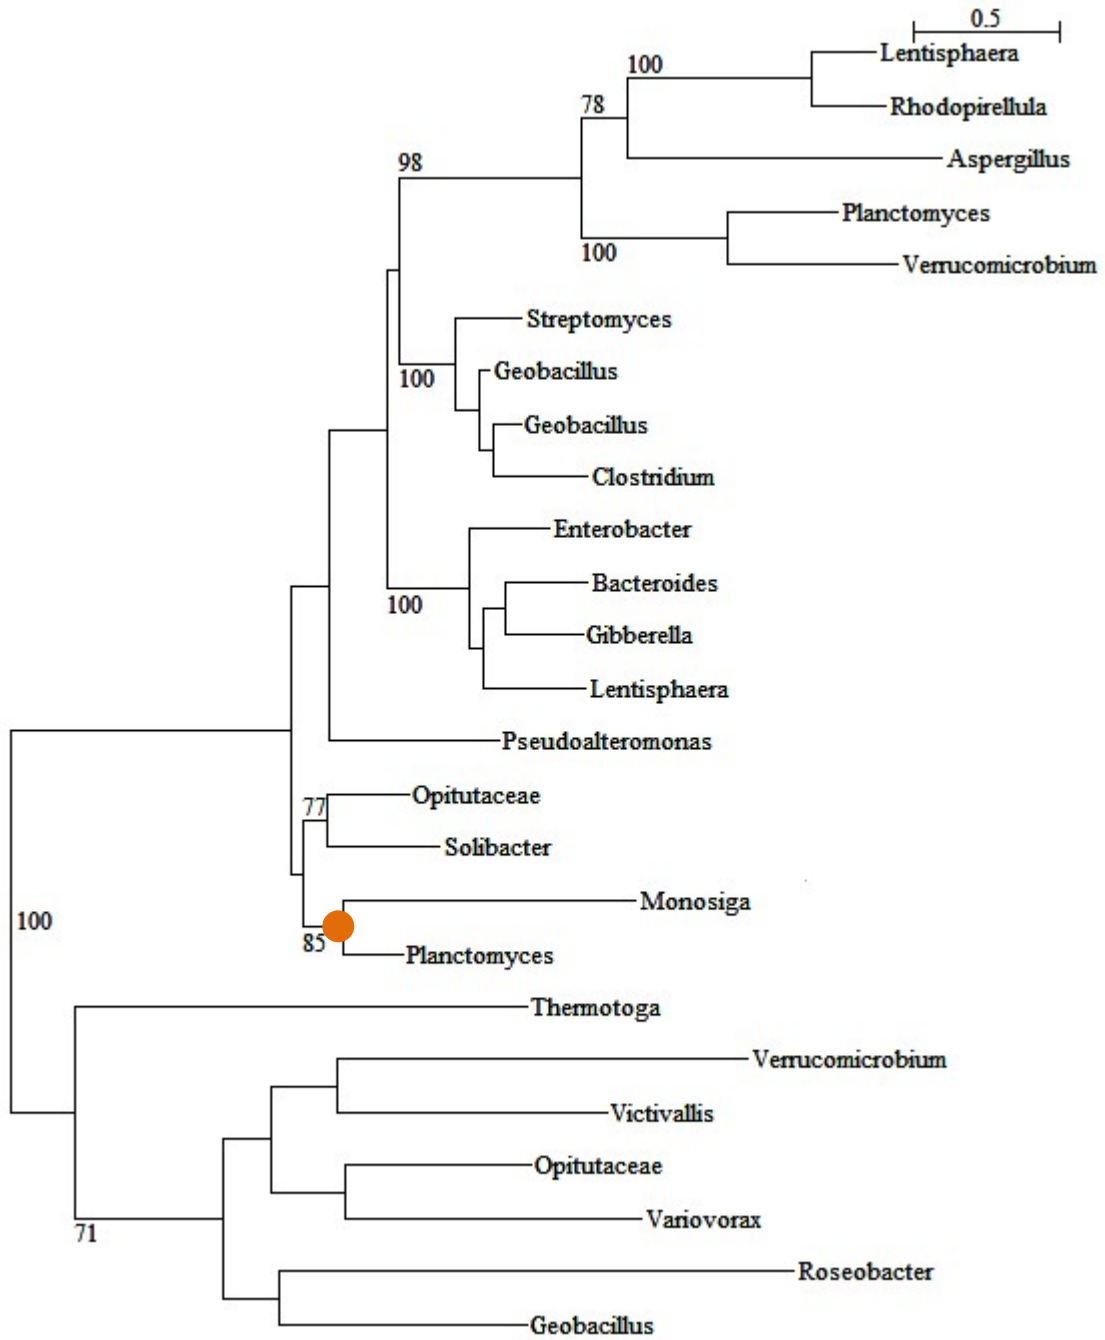 0.5
Lentisphaera
100
Rhodopirellula
78
Aspergillus
98
Planctomyces
100
Verrucomicrobium
Streptomyces
Geobacillus
100
Geobacillus
Clostridium
Enterobacter
Bacteroides
100
Gibberella
Lentisphaera
Pseudoalteromonas
Opitutaceae
77
Solibacter
Monosiga
100
85
Planctomyces
Thermotoga
Verrucomicrobium
Victivallis
Opitutaceae
Variovorax
71
Roseobacter
Geobacillus